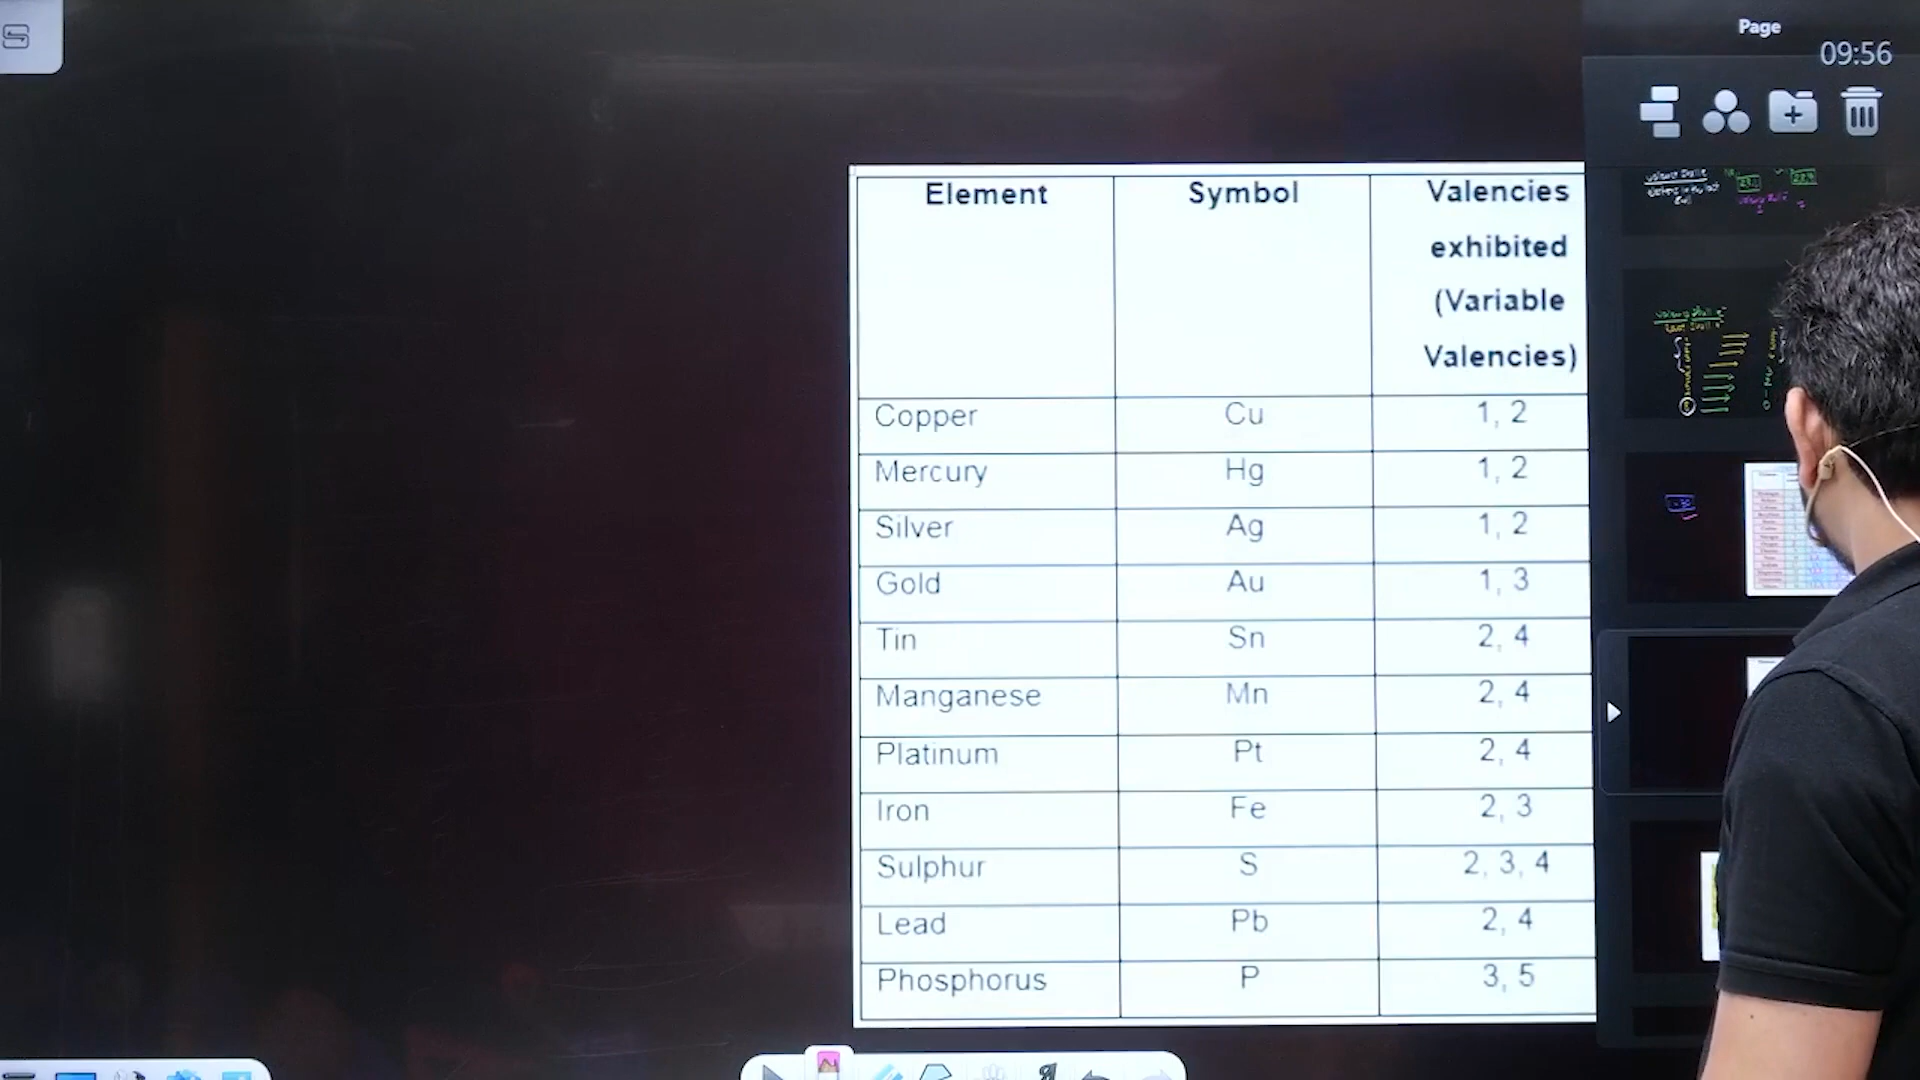 Page
09:56
Element Symbol Valencies
exhibited
(Variable
Valencies)
Copper Cu 1, 2
Mercury Hg 1, 2
Silver Ag 1, 2
Gold Au 1, 3
Tin Sn 2, 4
Manganese Mn 2, 4
Platinum Pt 2, 4
Iron Fe 2, 3
Sulphur S 2, 3, 4
Lead Pb 2, 4
Phosphorus P 3, 5